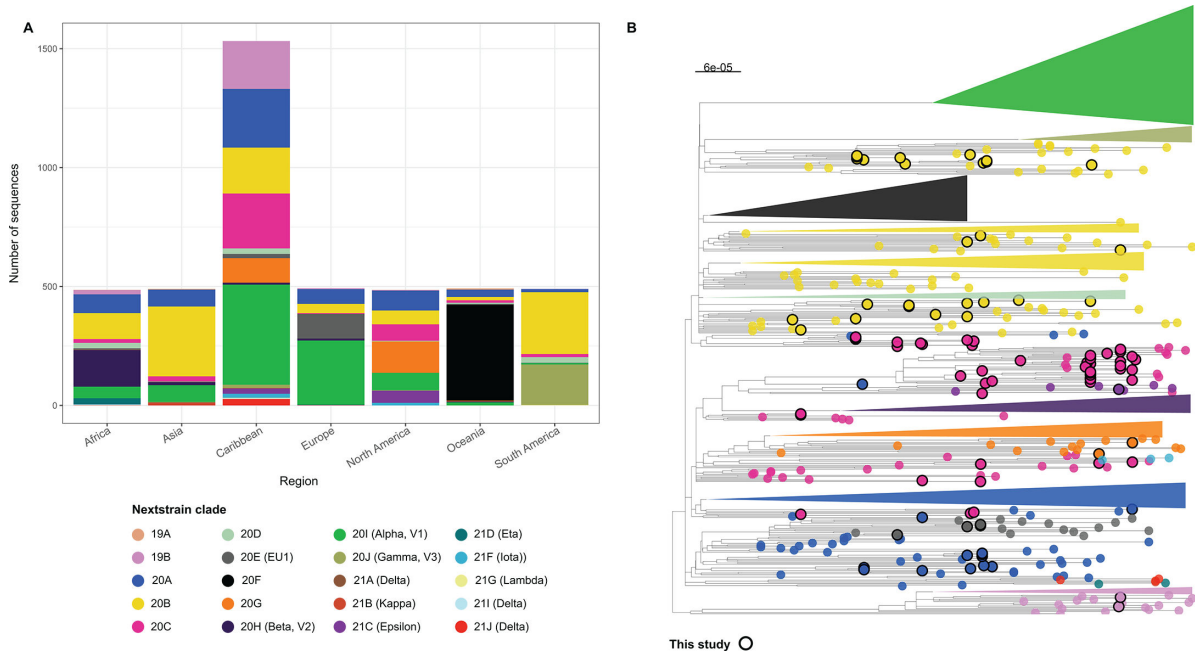 A
B
1500
1000
500
0
Number of sequences
Africa
Asia
Caribbean
Europe
North America
Oceania
South America
Region
6e-05
Nextstrain clade
19A
20D
20I (Alpha, V1)
21D (Eta)
19B
20E (EU1)
20J (Gamma, V3)
21F (Iota))
20A
20F
21A (Delta)
21G (Lambda)
20B
20G
21B (Kappa)
21I (Delta)
20C
20H (Beta, V2)
21C (Epsilon)
21J (Delta)
This study